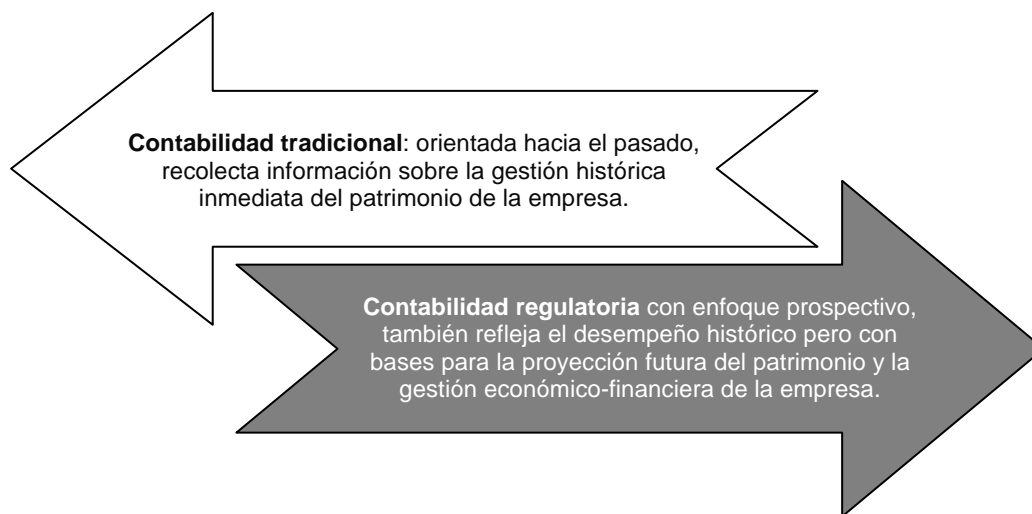 Contabilidad tradicional: orientada hacia el pasado,
recolecta información sobre la gestión histórica
inmediata del patrimonio de la empresa.
Contabilidad regulatoria con enfoque prospectivo,
también refleja el desempeño histórico pero con
bases para la proyección futura del patrimonio y la
gestión económico-financiera de la empresa.